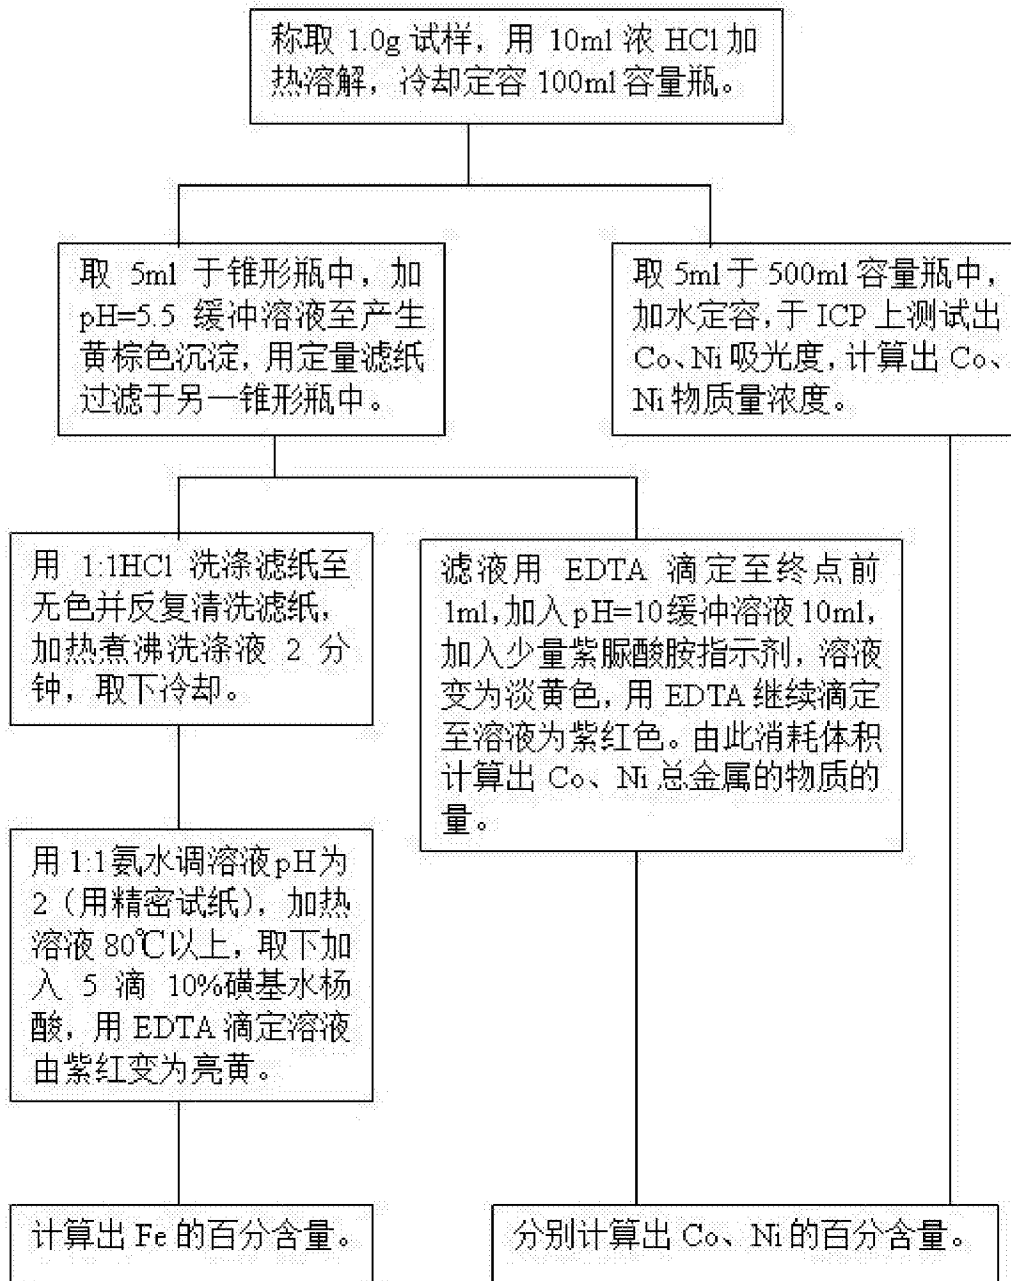 称取 1.0g 试样，用 10ml 浓 HCl 加
热溶解，冷却定容 100ml 容量瓶。
取 5ml 于锥形瓶中，加
pH=5.5 缓冲溶液至产生
黄棕色沉淀，用定量滤纸
过滤于另一锥形瓶中。
取 5ml 于 500ml 容量瓶中，
加水定容，于 ICP 上测试出
Co、Ni 吸光度，计算出 Co、
Ni 物质量浓度。
用 1:1HCl 洗涤滤纸至
无色并反复清洗滤纸，
加热煮沸洗涤液 2 分
钟，取下冷却。
滤液用 EDTA 滴定至终点前
1ml，加入 pH=10 缓冲溶液 10ml，
加入少量紫脲酸胺指示剂，溶液
变为淡黄色，用 EDTA 继续滴定
至溶液为紫红色。由此消耗体积
计算出 Co、Ni 总金属的物质的
量。
用 1:1 氨水调溶液 pH 为
2（用精密试纸），加热
溶液 80℃以上，取下加
入 5 滴 10%磺基水杨
酸，用 EDTA 滴定溶液
由紫红变为亮黄。
计算出 Fe 的百分含量。
分别计算出 Co、Ni 的百分含量。